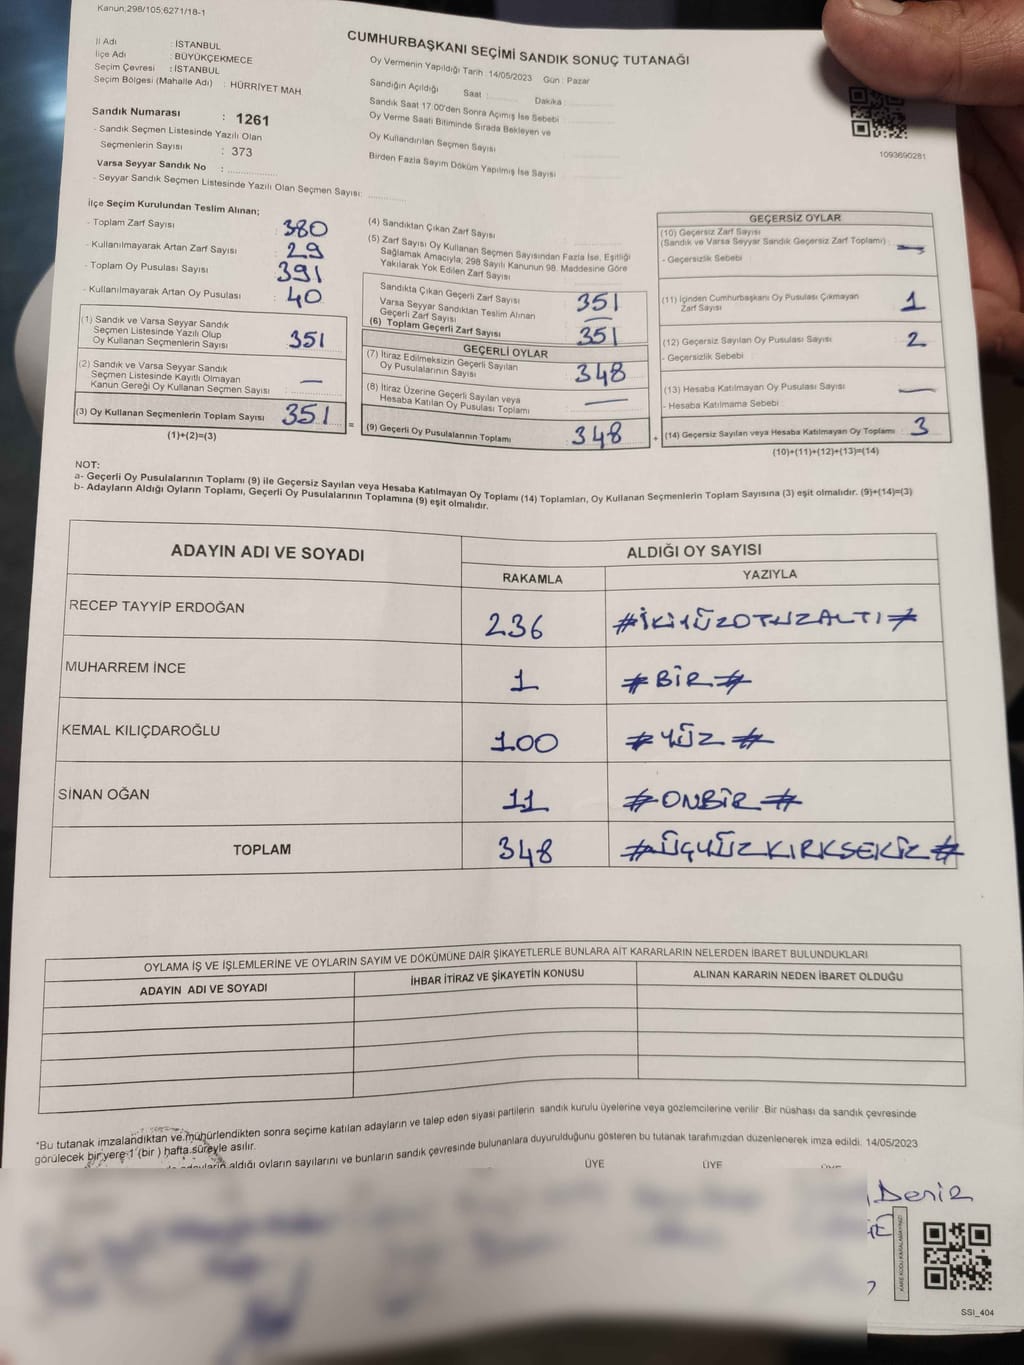 Kanun;298/105;6271/18-1
CUMHURBAŞKANI SEÇİMİ SANDIK SONUÇ TUTANAĞI
İl Adı : İSTANBUL
İlçe Adı : BÜYÜKÇEKMECE
Seçim Çevresi : İSTANBUL
Seçim Bölgesi (Mahalle Adı) : HÜRRİYET MAH
Oy Vermenin Yapıldığı Tarih : 14/05/2023 Gün : Pazar
Sandığın Açıldığı Saat : Dakika :
Sandık Saat 17:00'den Sonra Açımış İse Sebebi
Oy Verme Saati Bitiminde Sırada Bekleyen ve
Oy Kullandırılan Seçmen Sayısı
Birden Fazla Sayım Döküm Yapılmış İse Sayısı
1093690281
Sandık Numarası : 1261
- Sandık Seçmen Listesinde Yazılı Olan
Seçmenlerin Sayısı : 373
Varsa Seyyar Sandık No :
- Seyyar Sandık Seçmen Listesinde Yazılı Olan Seçmen Sayısı:
İlçe Seçim Kurulundan Teslim Alınan;
- Toplam Zarf Sayısı 380
- Kullanılmayarak Artan Zarf Sayısı 29
- Toplam Oy Pusulası Sayısı 391
- Kullanılmayarak Artan Oy Pusulası 40
(1) Sandık ve Varsa Seyyar Sandık
Seçmen Listesinde Yazılı Olup
Oy Kullanan Seçmenlerin Sayısı 351
(2) Sandık ve Varsa Seyyar Sandık
Seçmen Listesinde Kayıtlı Olmayan
Kanun Gereği Oy Kullanan Seçmen Sayısı —
(3) Oy Kullanan Seçmenlerin Toplam Sayısı 351 =
(1)+(2)=(3)
(4) Sandıktan Çıkan Zarf Sayısı
(5) Zarf Sayısı Oy Kullanan Seçmen Sayısından Fazla İse, Eşitliği
Sağlamak Amacıyla; 298 Sayılı Kanunun 98. Maddesine Göre
Yakılarak Yok Edilen Zarf Sayısı
Sandıkta Çıkan Geçerli Zarf Sayısı 351
Varsa Seyyar Sandıktan Teslim Alınan
Geçerli Zarf Sayısı —
(6) Toplam Geçerli Zarf Sayısı 351
GEÇERLİ OYLAR
(7) İtiraz Edilmeksizin Geçerli Sayılan
Oy Pusulalarının Sayısı 348
(8) İtiraz Üzerine Geçerli Sayılan veya
Hesaba Katılan Oy Pusulası Toplamı —
(9) Geçerli Oy Pusulalarının Toplamı 348 +
GEÇERSİZ OYLAR
(10) Geçersiz Zarf Sayısı
(Sandık ve Varsa Seyyar Sandık Geçersiz Zarf Toplamı) : —
- Geçersizlik Sebebi
(11) İçinden Cumhurbaşkanı Oy Pusulası Çıkmayan
Zarf Sayısı 1
(12) Geçersiz Sayılan Oy Pusulası Sayısı 2
- Geçersizlik Sebebi
(13) Hesaba Katılmayan Oy Pusulası Sayısı —
- Hesaba Katılmama Sebebi
(14) Geçersiz Sayılan veya Hesaba Katılmayan Oy Toplamı 3
(10)+(11)+(12)+(13)=(14)
NOT:
a- Geçerli Oy Pusulalarının Toplamı (9) ile Geçersiz Sayılan veya Hesaba Katılmayan Oy Toplamı (14) Toplamları, Oy Kullanan Seçmenlerin Toplam Sayısına (3) eşit olmalıdır. (9)+(14)=(3)
b- Adayların Aldığı Oyların Toplamı, Geçerli Oy Pusulalarının Toplamına (9) eşit olmalıdır.
ADAYIN ADI VE SOYADI ALDIĞI OY SAYISI
RAKAMLA YAZIYLA
RECEP TAYYİP ERDOĞAN 236 #İKİYÜZOTUZALTI#
MUHARREM İNCE 1 #BİR#
KEMAL KILIÇDAROĞLU 100 #YÜZ#
SİNAN OĞAN 11 #ONBİR#
TOPLAM 348 #ÜÇYÜZKIRKSEKİZ#
OYLAMA İŞ VE İŞLEMLERİNE VE OYLARIN SAYIM VE DÖKÜMÜNE DAİR ŞİKAYETLERLE BUNLARA AİT KARARLARIN NELERDEN İBARET BULUNDUKLARI
ADAYIN ADI VE SOYADI İHBAR İTİRAZ VE ŞİKAYETİN KONUSU ALINAN KARARIN NEDEN İBARET OLDUĞU
*Bu tutanak imzalandıktan ve mühürlendikten sonra seçime katılan adayların ve talep eden siyasi partilerin sandık kurulu üyelerine veya gözlemcilerine verilir. Bir nüshası da sandık çevresinde
görülecek bir yere 1 (bir) hafta süreyle asılır.
aldığı oyların sayılarını ve bunların sandık çevresinde bulunanlara duyurulduğunu gösteren bu tutanak tarafımızdan düzenlenerek imza edildi. 14/05/2023
ÜYE ÜYE
Deniz
KARE KODU KARALAMAYINIZ!
SSI_404